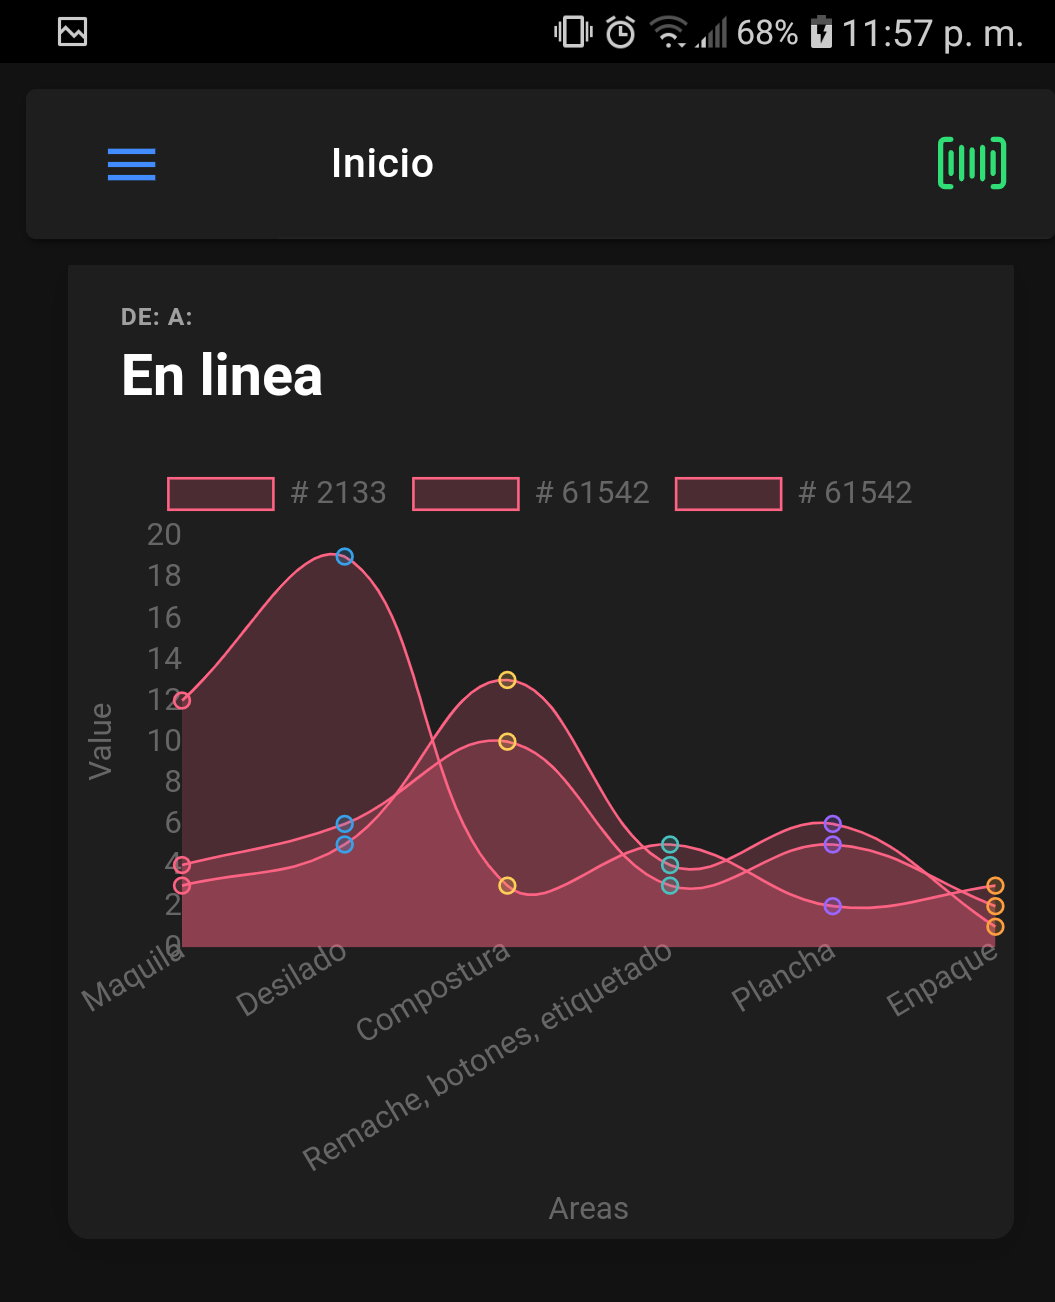 68% 11:57 p. m.
Inicio
DE: A:
En linea
# 2133 # 61542 # 61542
20
18
16
14
12
10
8
6
4
2
0
Value
Maquila Desilado Compostura Remache, botones, etiquetado Plancha Enpaque
Areas